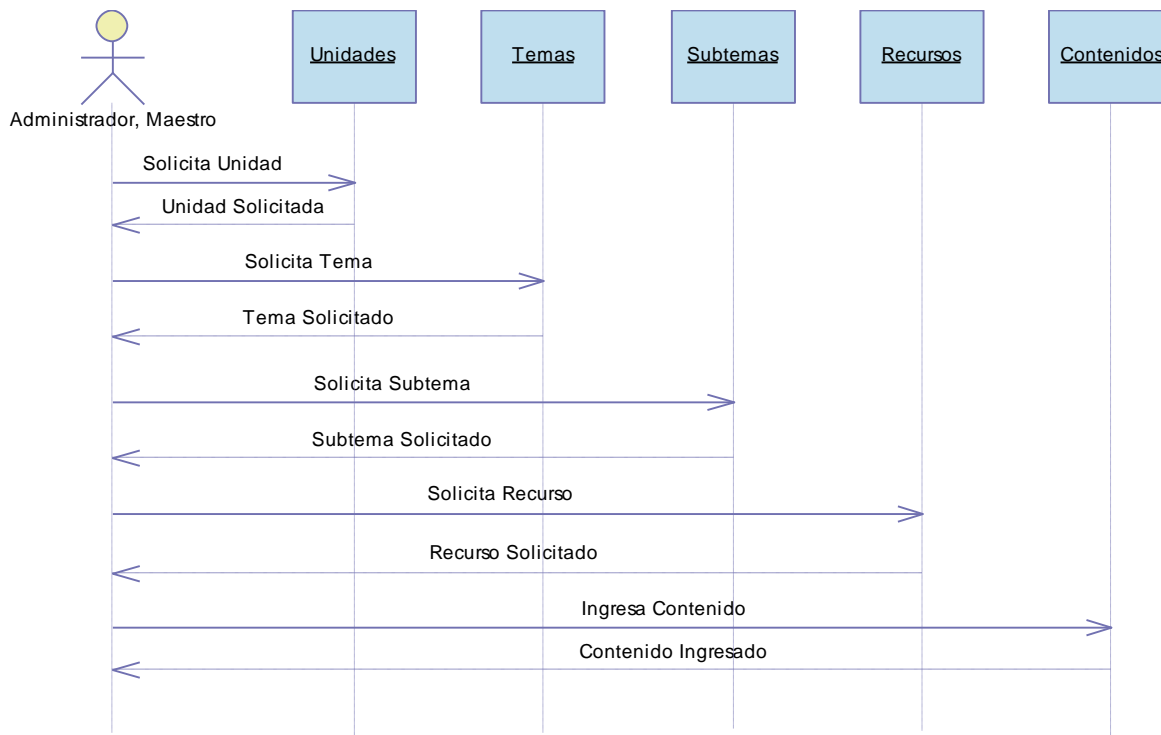 Unidades
Temas
Subtemas
Recursos
Contenidos
Administrador, Maestro
Solicita Unidad
Unidad Solicitada
Solicita Tema
Tema Solicitado
Solicita Subtema
Subtema Solicitado
Solicita Recurso
Recurso Solicitado
Ingresa Contenido
Contenido Ingresado